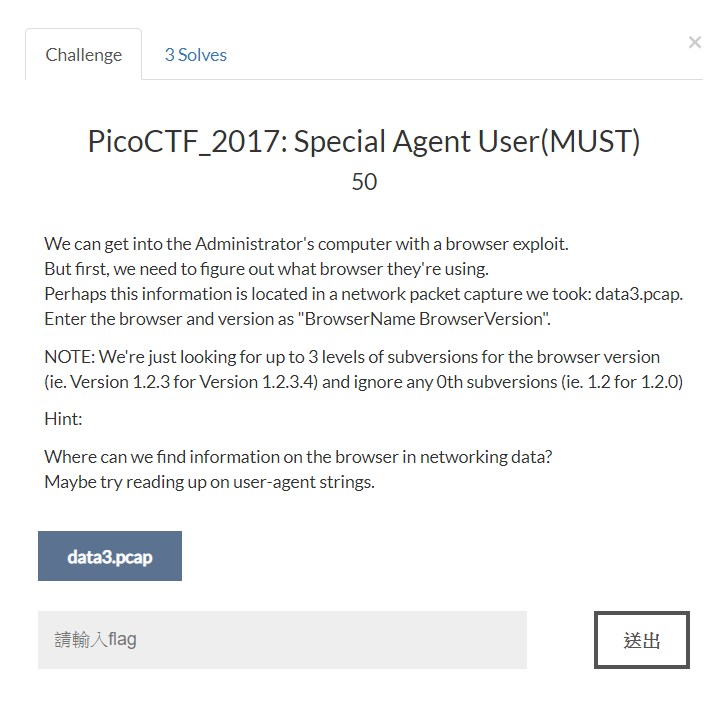 Challenge
3 Solves
×
PicoCTF_2017: Special Agent User(MUST)
50
We can get into the Administrator's computer with a browser exploit.
But first, we need to figure out what browser they're using.
Perhaps this information is located in a network packet capture we took: data3.pcap.
Enter the browser and version as "BrowserName BrowserVersion".
NOTE: We're just looking for up to 3 levels of subversions for the browser version
(ie. Version 1.2.3 for Version 1.2.3.4) and ignore any 0th subversions (ie. 1.2 for 1.2.0)
Hint:
Where can we find information on the browser in networking data?
Maybe try reading up on user-agent strings.
data3.pcap
請輸入flag
送出